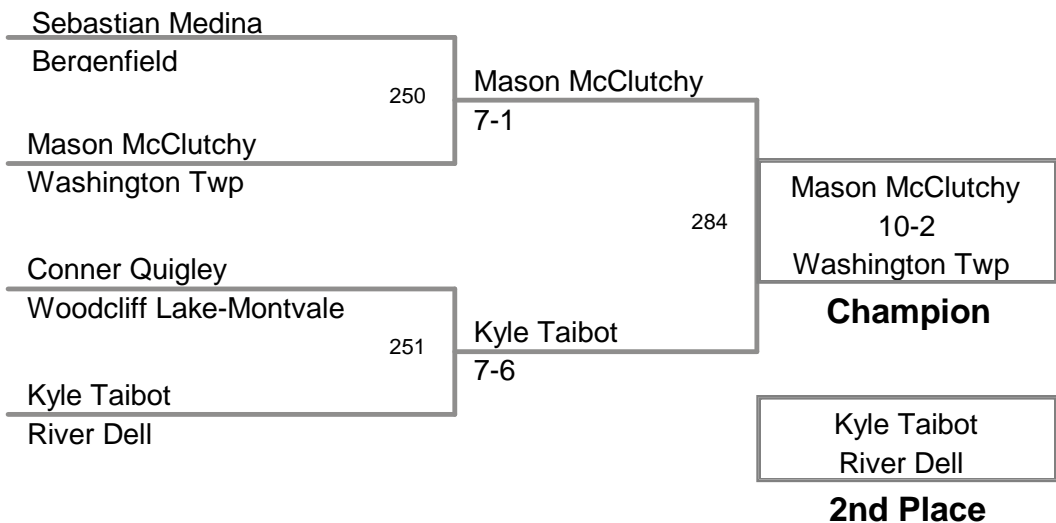 Sebastian Medina
Bergenfield
250
Mason McClutchy
7-1
Mason McClutchy
Washington Twp
284
Mason McClutchy
10-2
Washington Twp
Champion
Conner Quigley
Woodcliff Lake-Montvale
251
Kyle Taibot
7-6
Kyle Taibot
River Dell
Kyle Taibot
River Dell
2nd Place